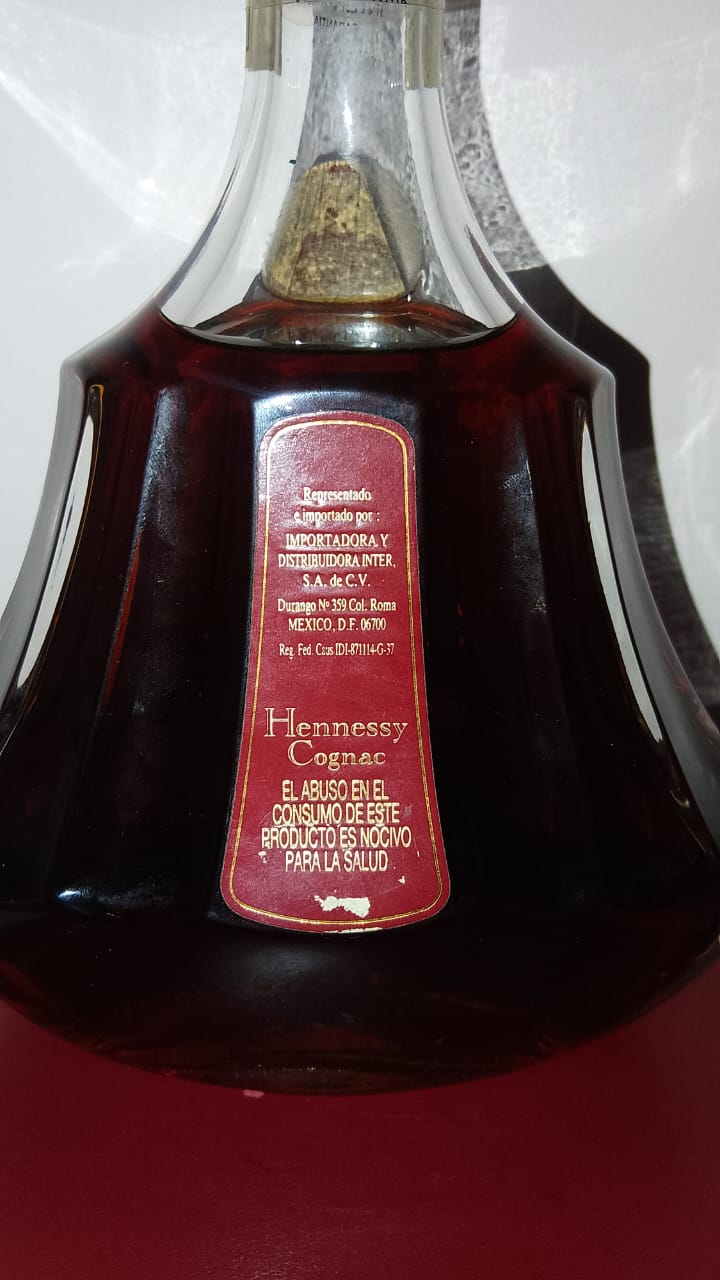 Representado
e importado por :
IMPORTADORA Y
DISTRIBUIDORA INTER,
S.A. de C.V.
Durango Nº 359 Col. Roma
MEXICO, D.F. 06700
Reg. Fed. Caus IDI-871114-G-37
Hennessy
Cognac
EL ABUSO EN EL
CONSUMO DE ESTE
PRODUCTO ES NOCIVO
PARA LA SALUD